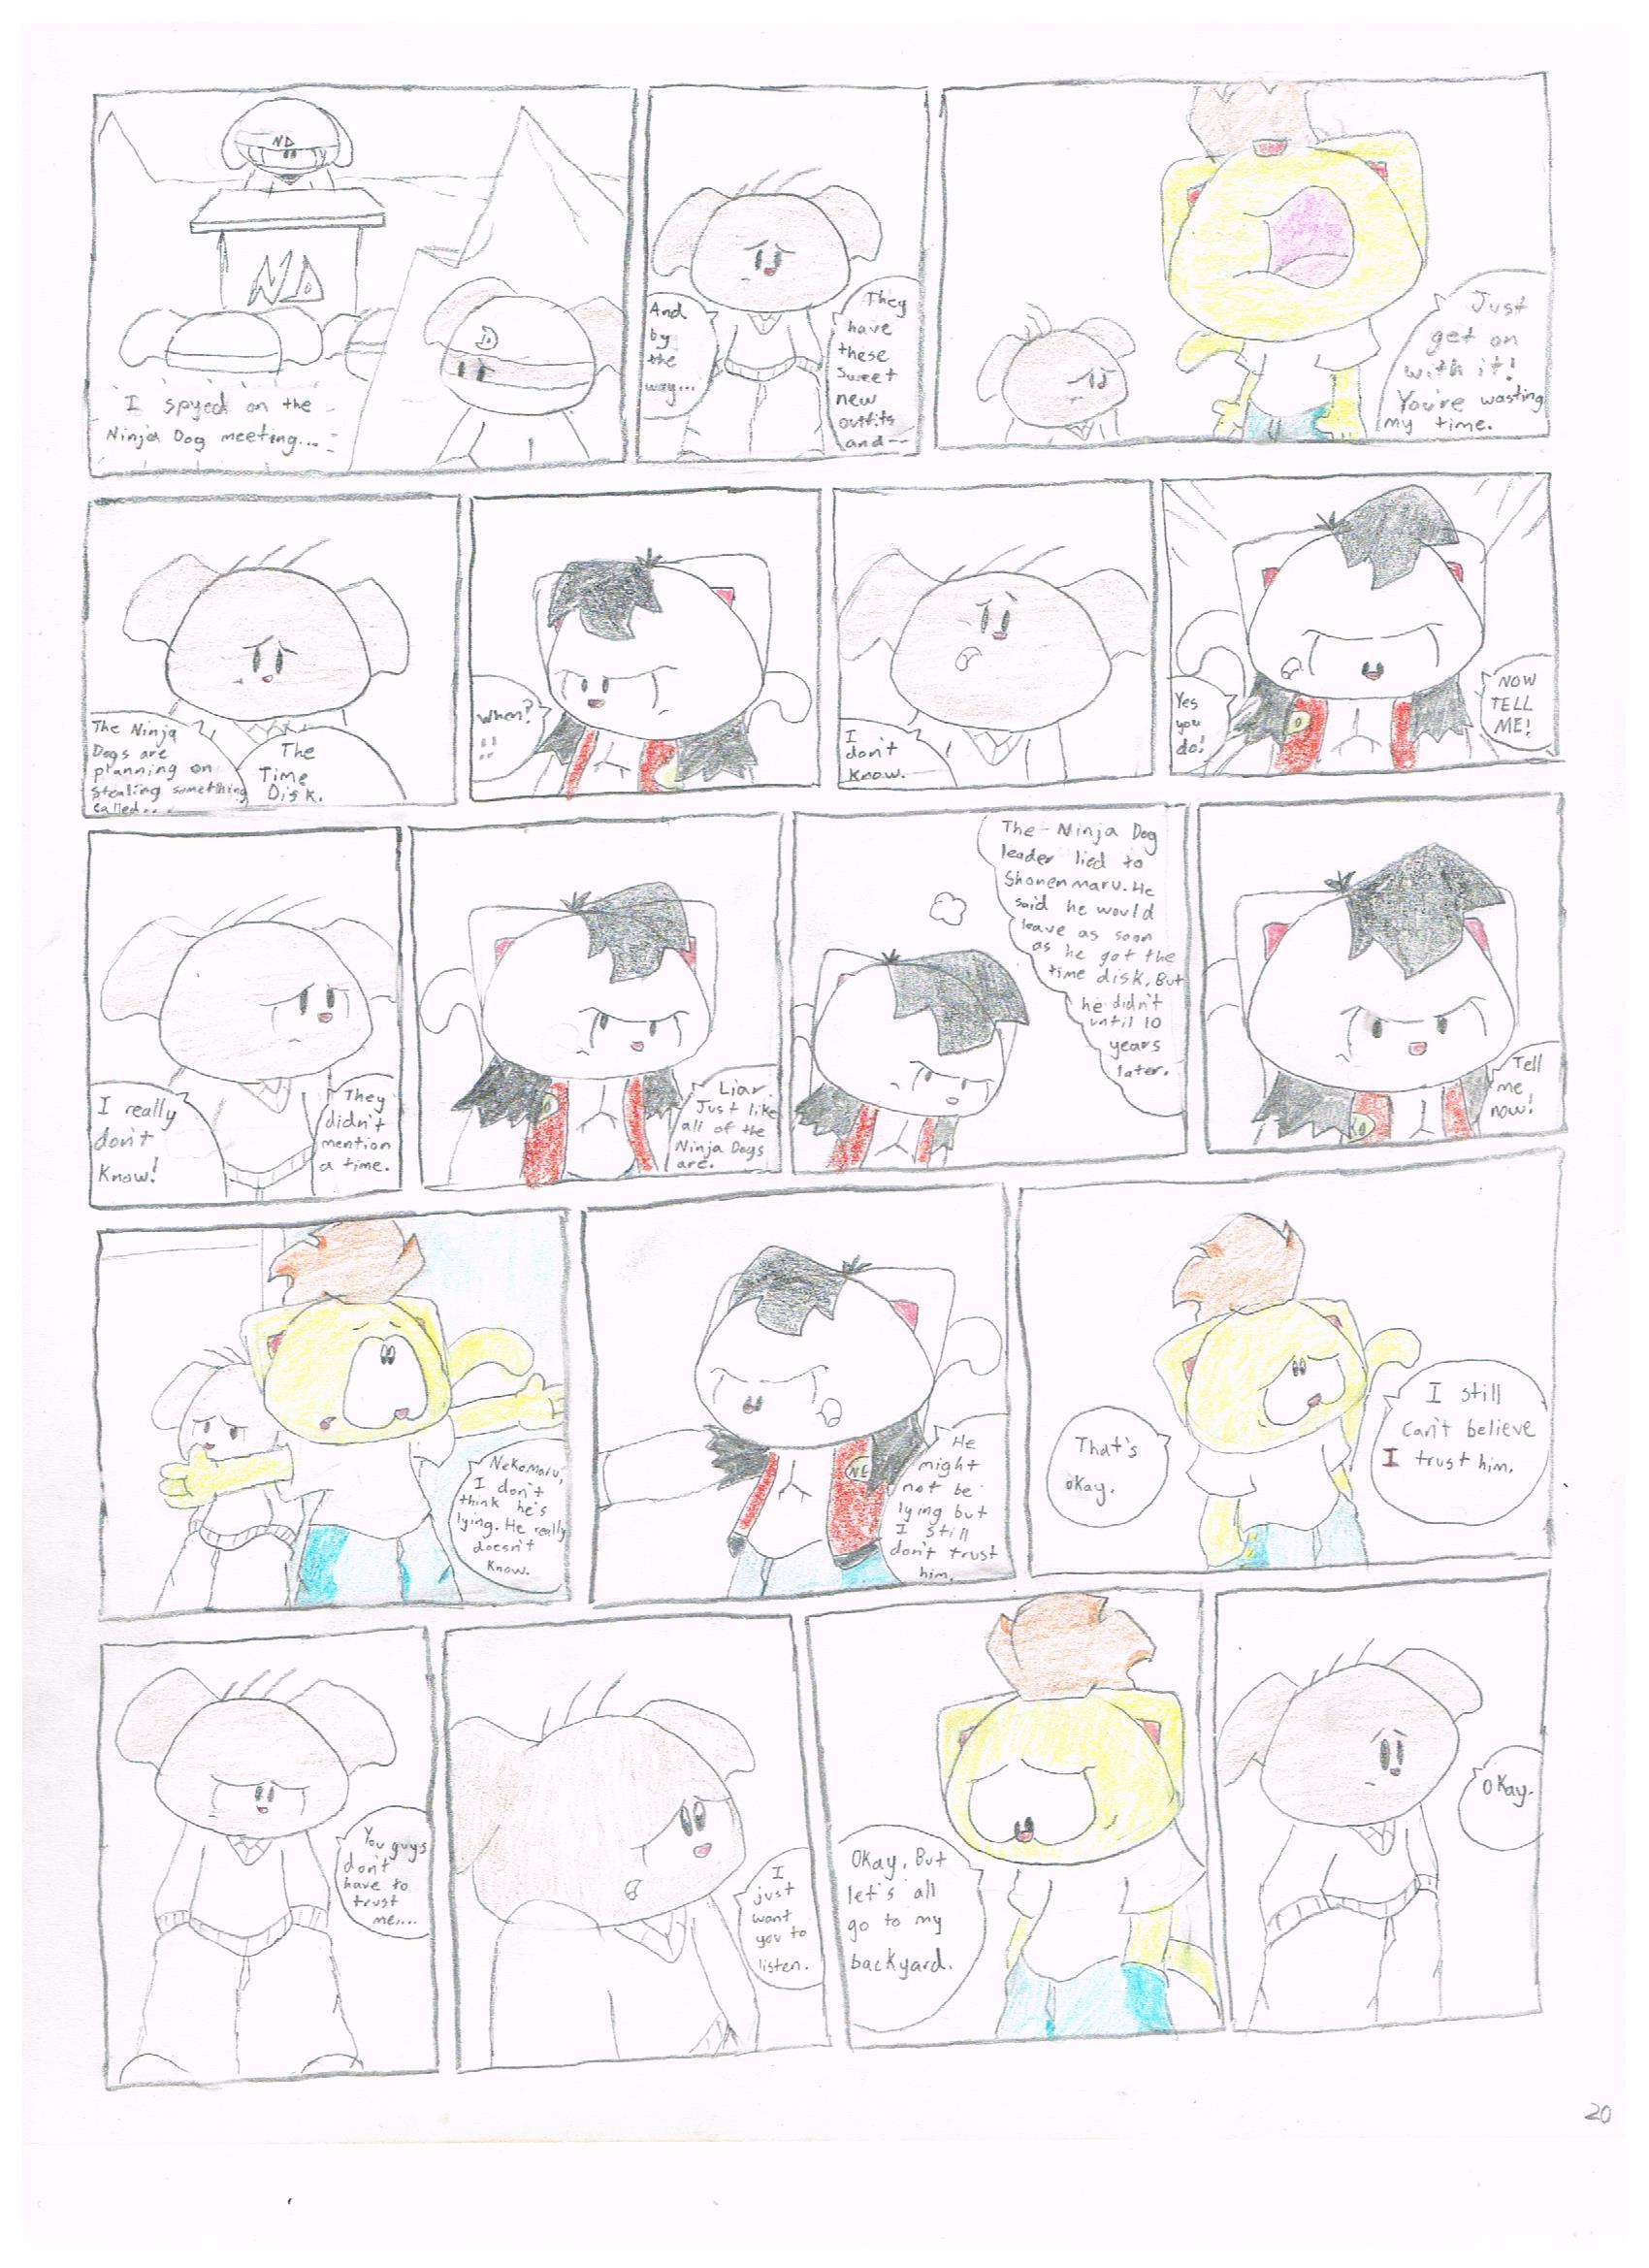 ND
ND
D
I spyed on the
Ninja Dog meeting...
And
by
the
way...
They
have
these
sweet
new
outfits
and--
Just
get on
with it!
You're wasting
my time.
The Ninja
Dogs are
planning on
stealing something
called...
The
Time
Disk.
When?
I
don't
know.
Yes
you
do!
NOW
TELL
ME!
I really
don't
know!
They
didn't
mention
a time.
Liar.
Just like
all of the
Ninja Dogs
are.
The Ninja Dog
leader lied to
Shonenmaru. He
said he would
leave as soon
as he got the
time disk, But
he didn't
until 10
years
later.
Tell
me
now!
Nekomaru,
I don't
think he's
lying. He really
doesn't
know.
NE
He
might
not be
lying but
I still
don't trust
him.
That's
okay.
I still
can't believe
I trust him.
You guys
don't
have to
trust
me....
I
just
want
you to
listen.
Okay, But
let's all
go to my
backyard.
Okay.
20